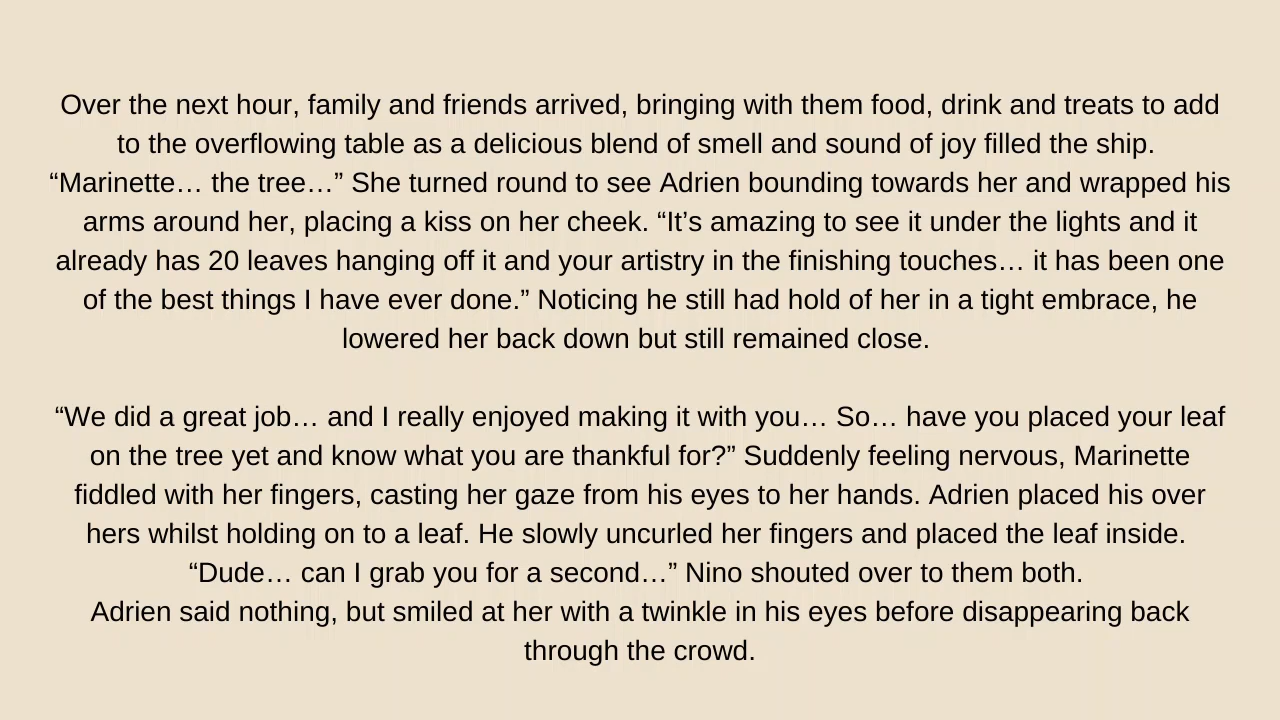 Over the next hour, family and friends arrived, bringing with them food, drink and treats to add
to the overflowing table as a delicious blend of smell and sound of joy filled the ship.
“Marinette… the tree…” She turned round to see Adrien bounding towards her and wrapped his
arms around her, placing a kiss on her cheek. “It’s amazing to see it under the lights and it
already has 20 leaves hanging off it and your artistry in the finishing touches… it has been one
of the best things I have ever done.” Noticing he still had hold of her in a tight embrace, he
lowered her back down but still remained close.
“We did a great job… and I really enjoyed making it with you… So… have you placed your leaf
on the tree yet and know what you are thankful for?” Suddenly feeling nervous, Marinette
fiddled with her fingers, casting her gaze from his eyes to her hands. Adrien placed his over
hers whilst holding on to a leaf. He slowly uncurled her fingers and placed the leaf inside.
“Dude… can I grab you for a second…” Nino shouted over to them both.
Adrien said nothing, but smiled at her with a twinkle in his eyes before disappearing back
through the crowd.